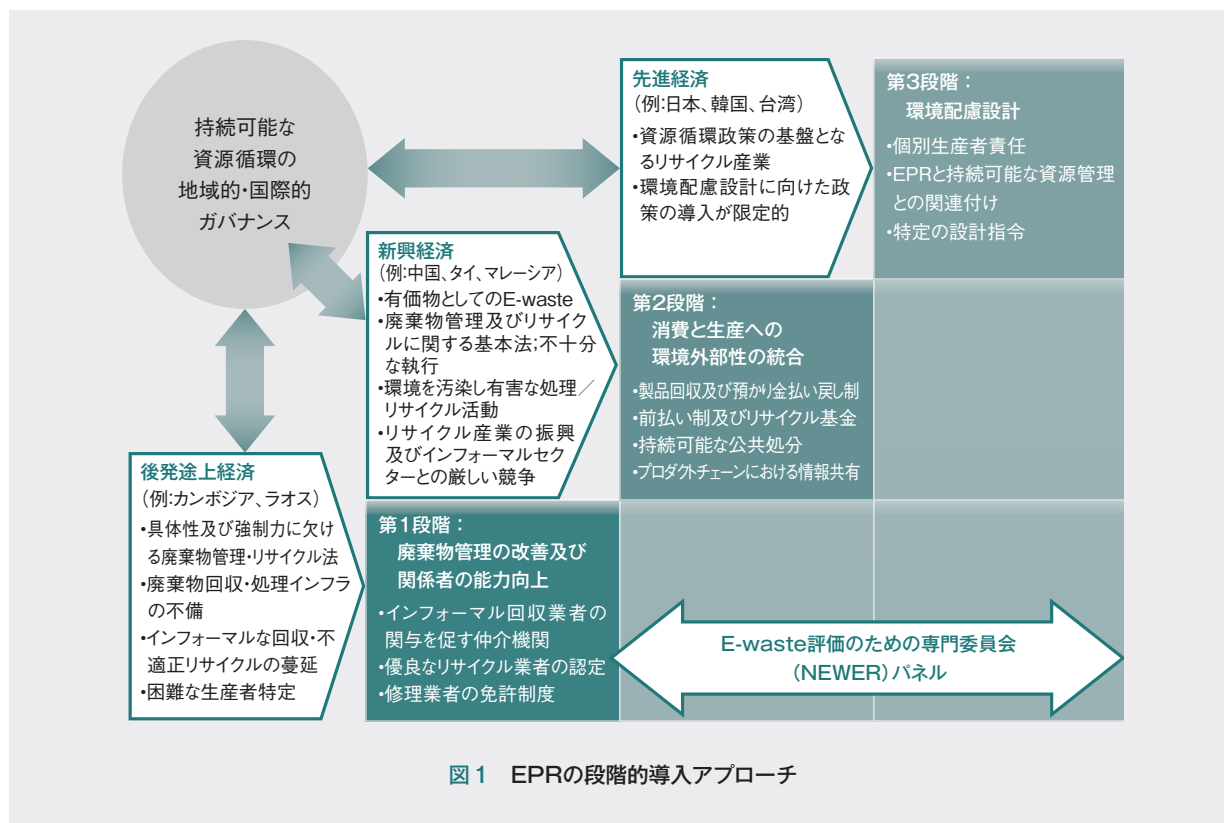 持続可能な
資源循環の
地域的・国際的
ガバナンス
先進経済
(例:日本、韓国、台湾)
•資源循環政策の基盤とな
るリサイクル産業
•環境配慮設計に向けた政
策の導入が限定的
第3段階：
環境配慮設計
•個別生産者責任
•EPRと持続可能な資源管理
との関連付け
•特定の設計指令
新興経済
(例:中国、タイ、マレーシア)
•有価物としてのE-waste
•廃棄物管理及びリサイク
ルに関する基本法;不十分
な執行
•環境を汚染し有害な処理／
リサイクル活動
•リサイクル産業の振興
及びインフォーマルセク
ターとの厳しい競争
第2段階：
消費と生産への
環境外部性の統合
•製品回収及び預かり金払い戻し制
•前払い制及びリサイクル基金
•持続可能な公共処分
•プロダクトチェーンにおける情報共有
後発途上経済
(例:カンボジア、ラオス)
•具体性及び強制力に欠け
る廃棄物管理・リサイクル法
•廃棄物回収・処理インフラ
の不備
•インフォーマルな回収・不
適正リサイクルの蔓延
•困難な生産者特定
第1段階：
廃棄物管理の改善及び
関係者の能力向上
•インフォーマル回収業者の
関与を促す仲介機関
•優良なリサイクル業者の認定
•修理業者の免許制度
E-waste評価のための専門委員会
(NEWER)パネル
図1 EPRの段階的導入アプローチ